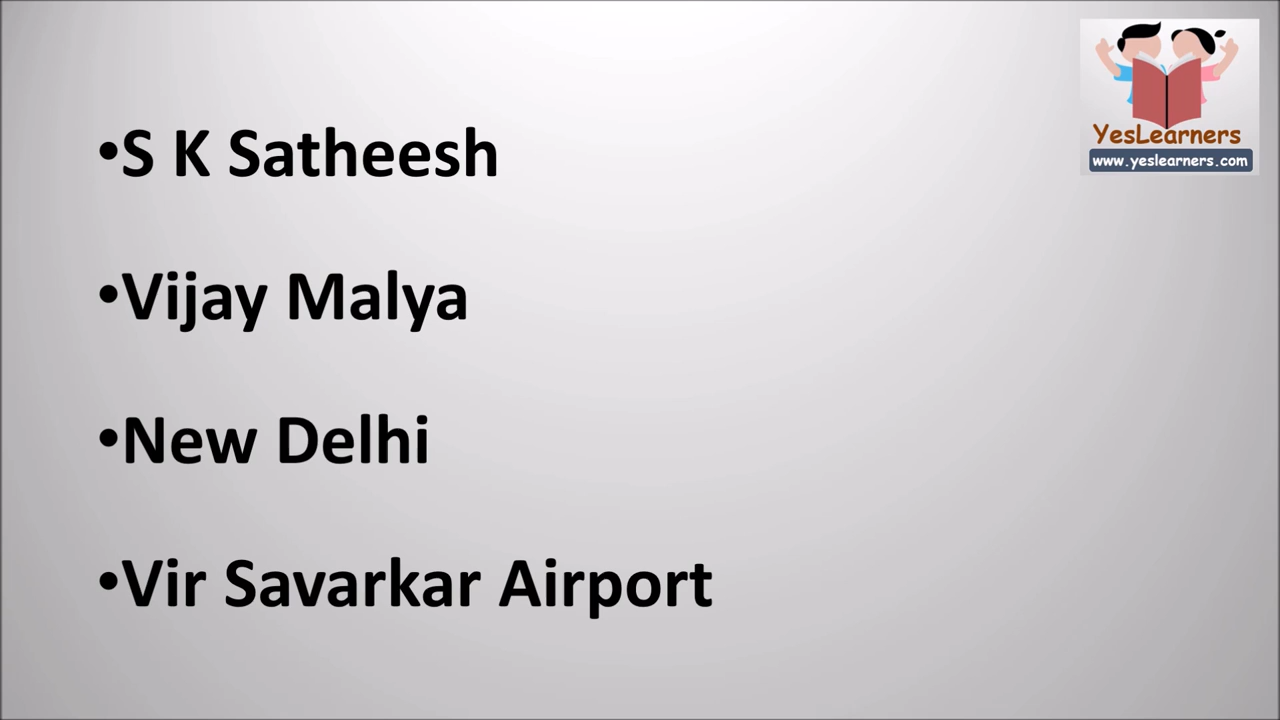 •S K Satheesh
•Vijay Malya
•New Delhi
•Vir Savarkar Airport
YesLearners
www.yeslearners.com